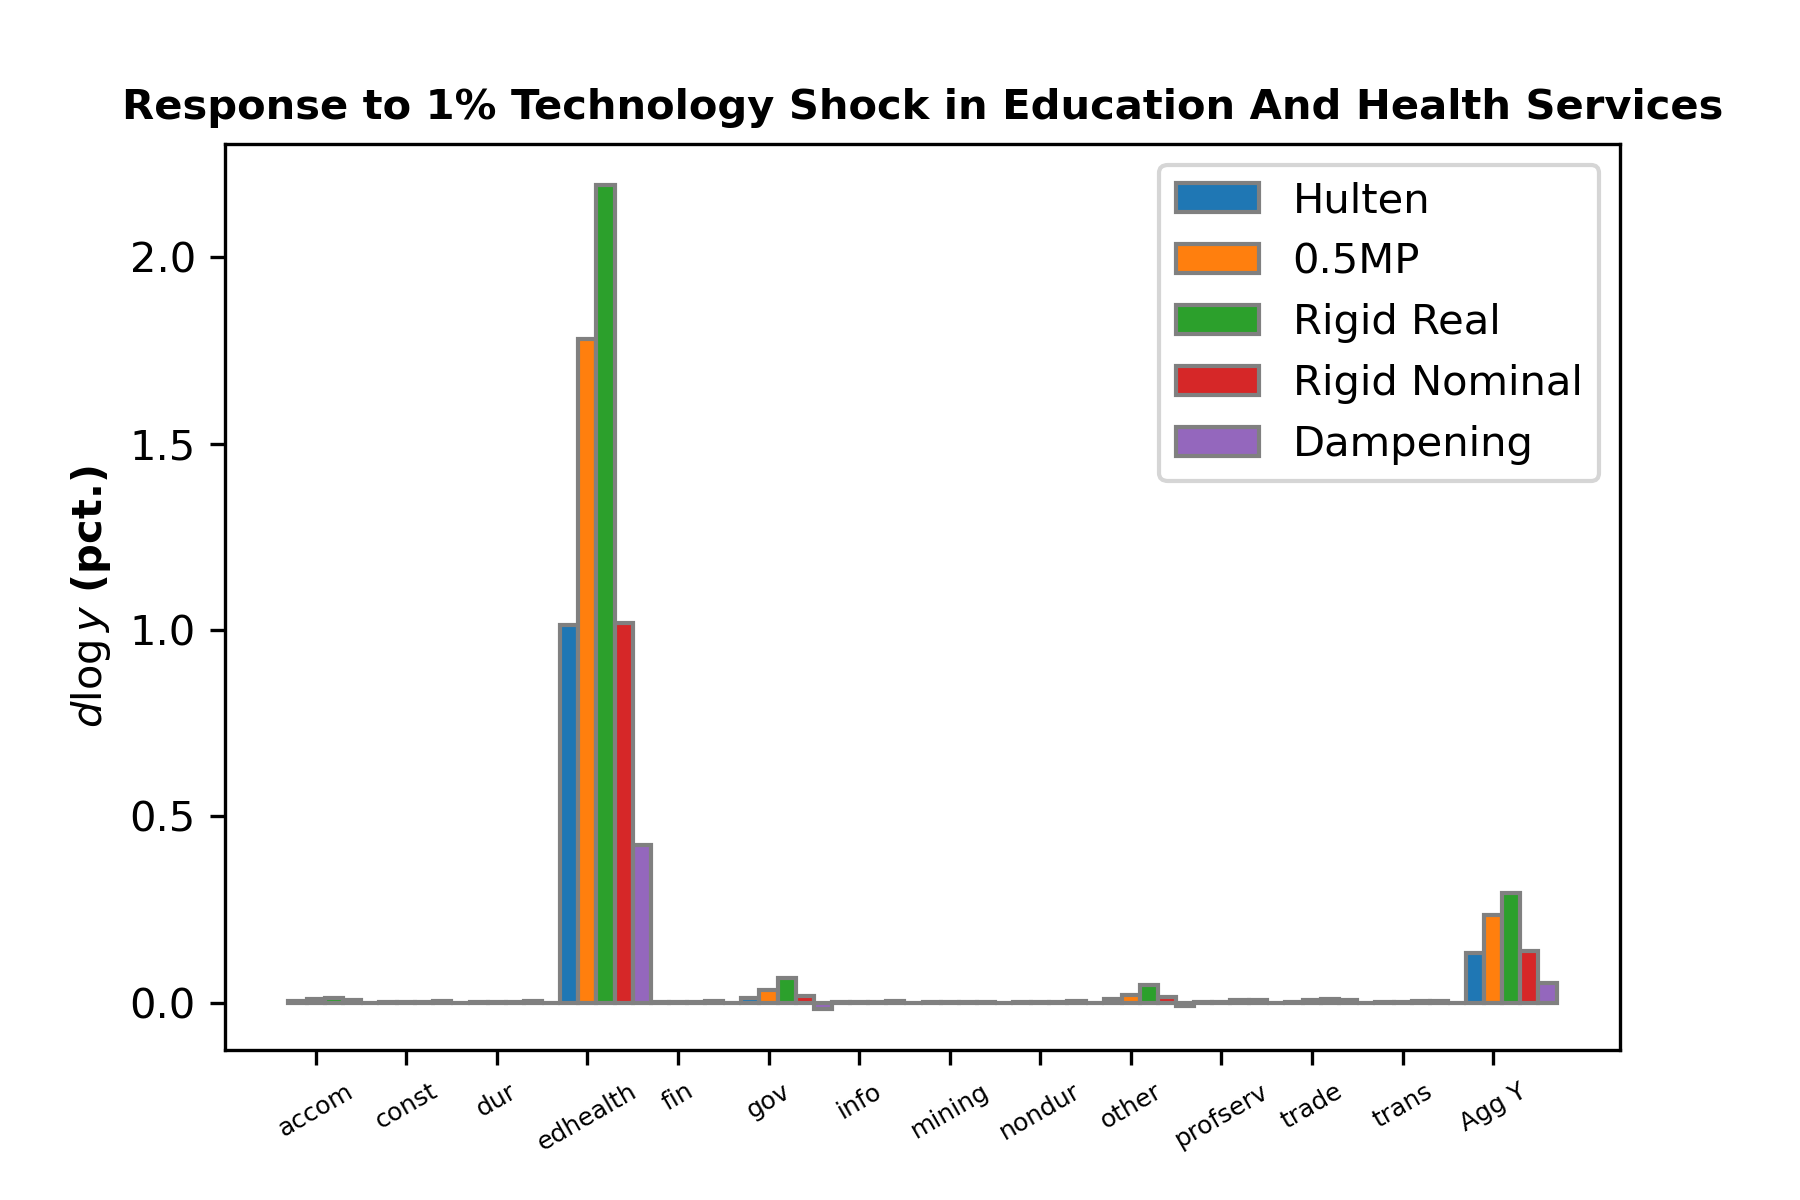 Response to 1% Technology Shock in Education And Health Services
Hulten
0.5MP
Rigid Real
Rigid Nominal
Dampening
dlog y (pct.)
2.0
1.5
1.0
0.5
0.0
accom
const
dur
edhealth
fin
gov
info
mining
nondur
other
profserv
trade
trans
Agg Y